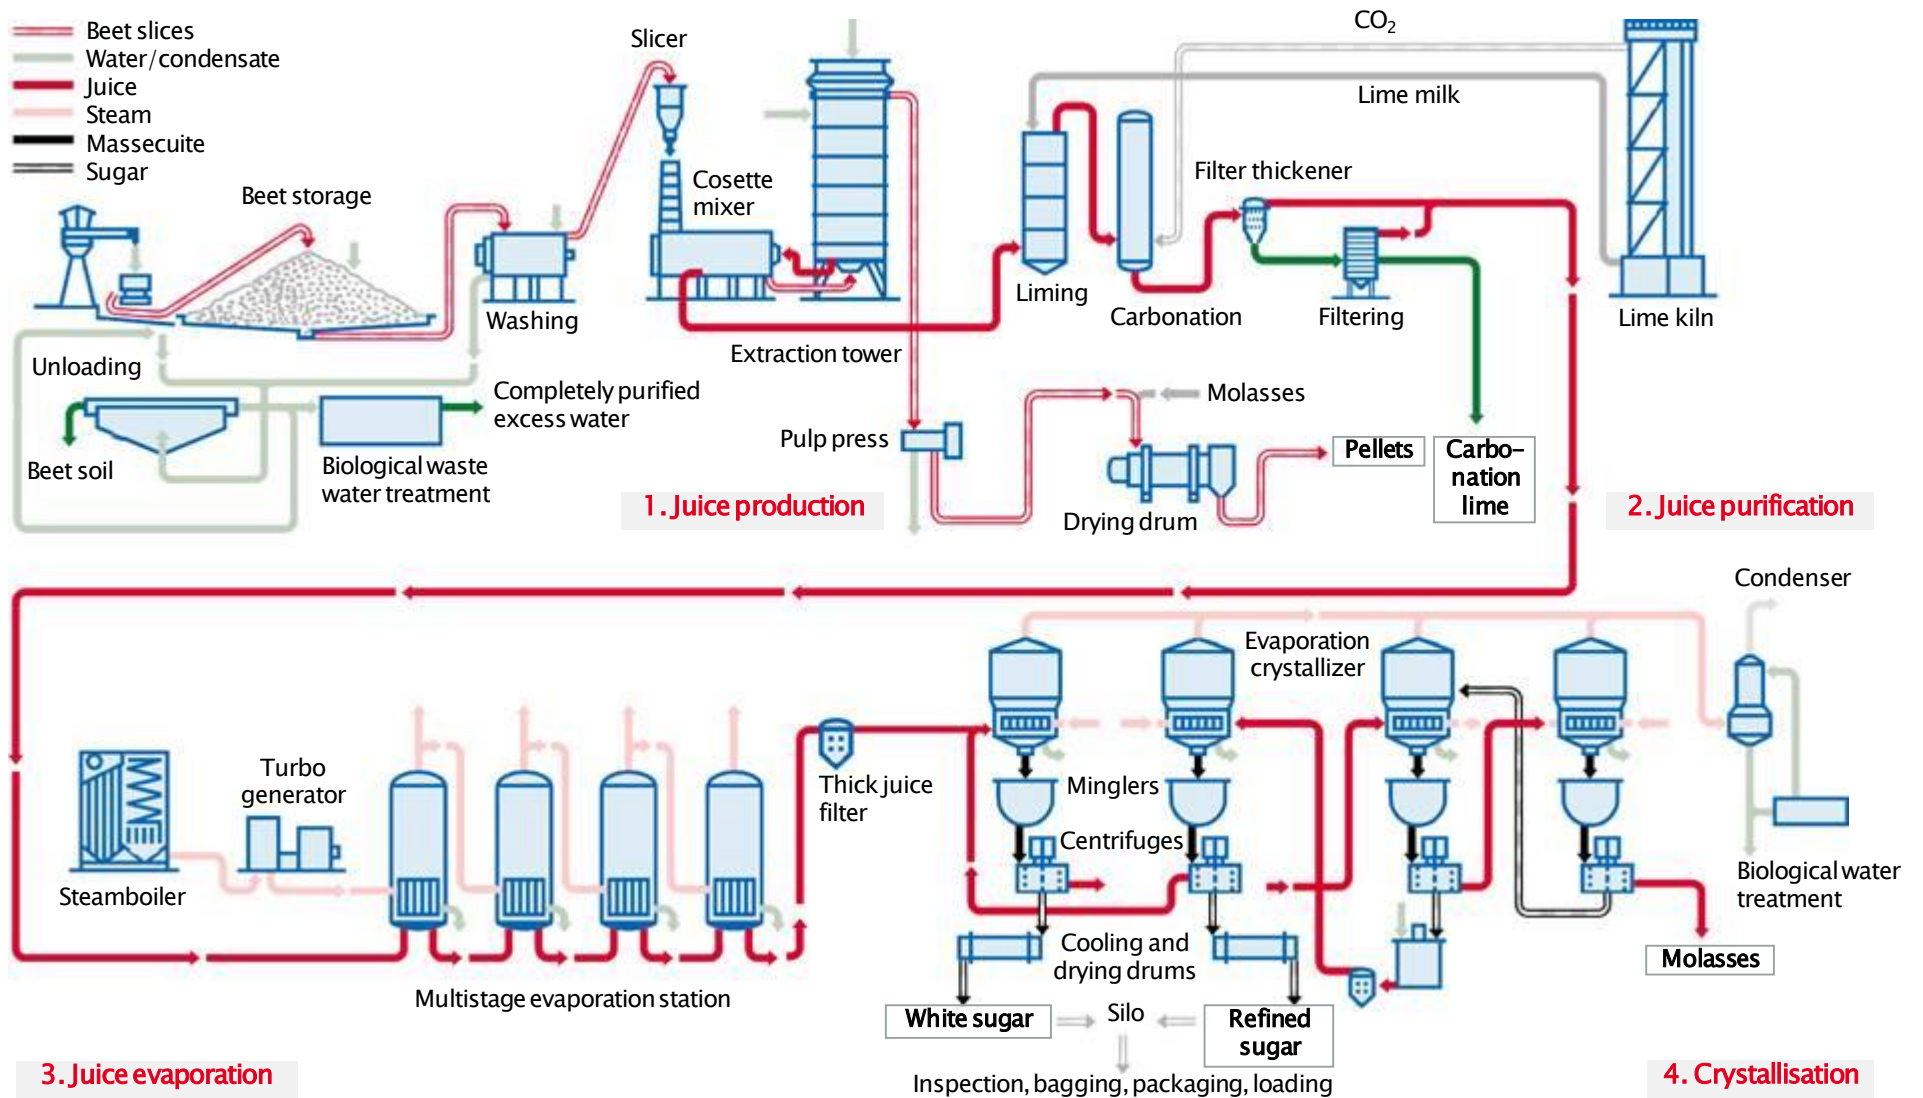 Beet slices
Water/condensate
Juice
Steam
Massecuite
Sugar
Slicer
CO2
Lime milk
Beet storage
Cosette
mixer
Filter thickener
Unloading
Washing
Extraction tower
Liming
Carbonation
Filtering
Lime kiln
Completely purified
excess water
Molasses
Beet soil
Biological waste
water treatment
Pulp press
Drying drum
Pellets
Carbo-
nation
lime
1. Juice production
2. Juice purification
Condenser
Evaporation
crystallizer
Turbo
generator
Thick juice
filter
Minglers
Centrifuges
Steamboiler
Biological water
treatment
Cooling and
drying drums
Molasses
Multistage evaporation station
White sugar
Silo
Refined
sugar
Inspection, bagging, packaging, loading
3. Juice evaporation
4. Crystallisation